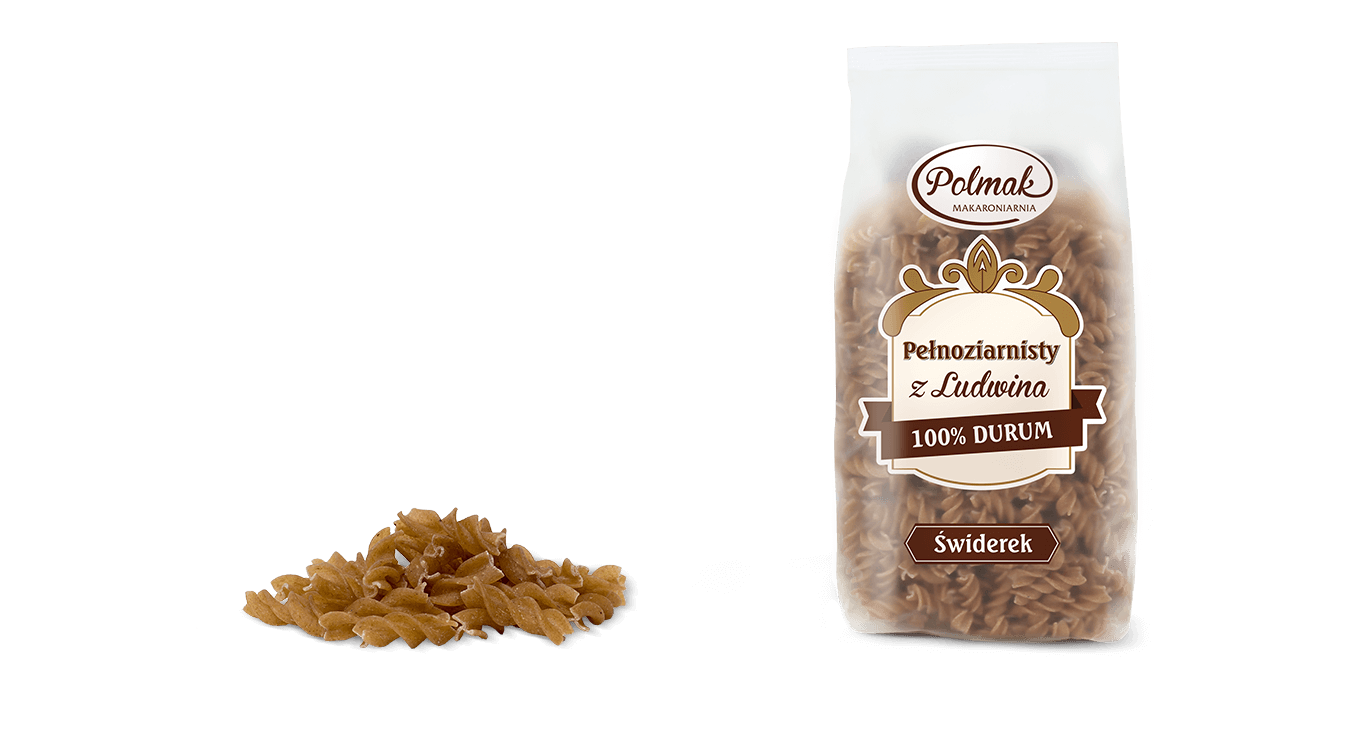 Polmak
MAKARONIARNIA
Pełnoziarnisty
z Ludwina
100% DURUM
Świderek